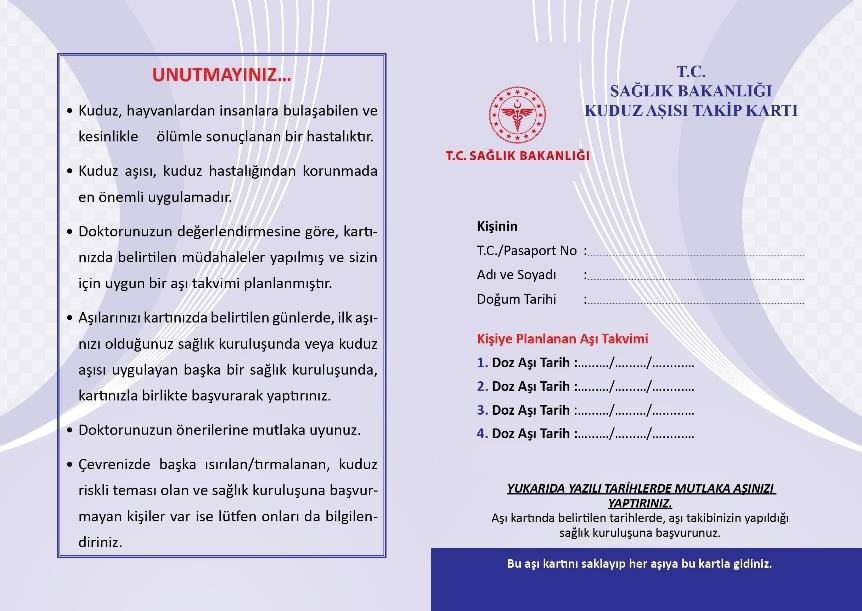 UNUTMAYINIZ...
• Kuduz, hayvanlardan insanlara bulaşabilen ve
kesinlikle ölümle sonuçlanan bir hastalıktır.
• Kuduz aşısı, kuduz hastalığından korunmada
en önemli uygulamadır.
• Doktorunuzun değerlendirmesine göre, kartı-
nızda belirtilen müdahaleler yapılmış ve sizin
için uygun bir aşı takvimi planlanmıştır.
• Aşılarınızı kartınızda belirtilen günlerde, ilk aşı-
nızı olduğunuz sağlık kuruluşunda veya kuduz
aşısı uygulayan başka bir sağlık kuruluşunda,
kartınızla birlikte başvurarak yaptırınız.
• Doktorunuzun önerilerine mutlaka uyunuz.
• Çevrenizde başka ısırılan/tırmalanan, kuduz
riskli teması olan ve sağlık kuruluşuna başvur-
mayan kişiler var ise lütfen onları da bilgilen-
diriniz.
T.C. SAĞLIK BAKANLIĞI
T.C.
SAĞLIK BAKANLIĞI
KUDUZ AŞISI TAKİP KARTI
Kişinin
T.C./Pasaport No :
Adı ve Soyadı :
Doğum Tarihi :
Kişiye Planlanan Aşı Takvimi
1. Doz Aşı Tarih :........./........./............
2. Doz Aşı Tarih :........./........./............
3. Doz Aşı Tarih :........./........./............
4. Doz Aşı Tarih :........./........./............
YUKARIDA YAZILI TARİHLERDE MUTLAKA AŞINIZI
YAPTIRINIZ.
Aşı kartında belirtilen tarihlerde, aşı takibinizin yapıldığı
sağlık kuruluşuna başvurunuz.
Bu aşı kartını saklayıp her aşıya bu kartla gidiniz.